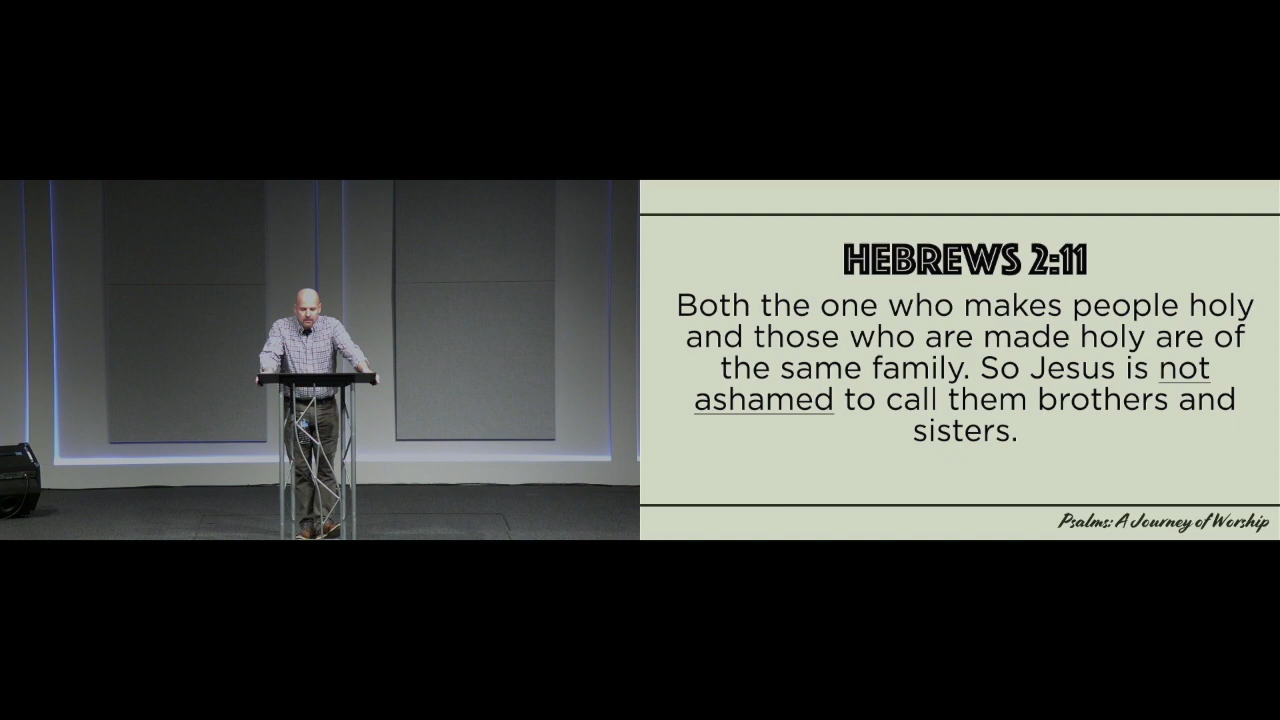 HEBREWS 2:11
Both the one who makes people holy
and those who are made holy are of
the same family. So Jesus is not
ashamed to call them brothers and
sisters.
Psalms: A Journey of Worship